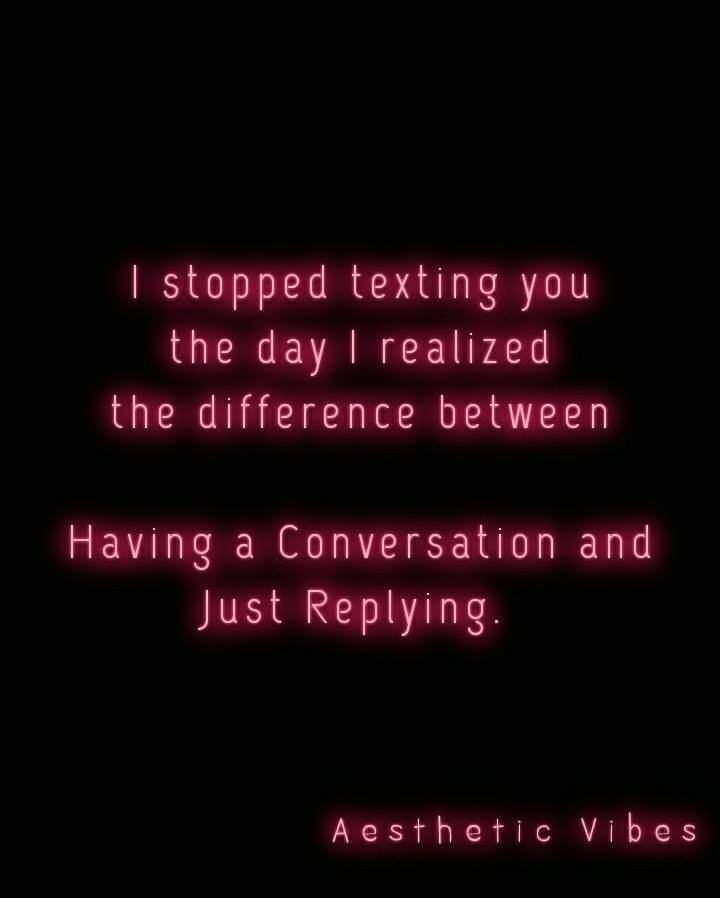 I stopped texting you
the day I realized
the difference between
Having a Conversation and
Just Replying.
Aesthetic Vibes